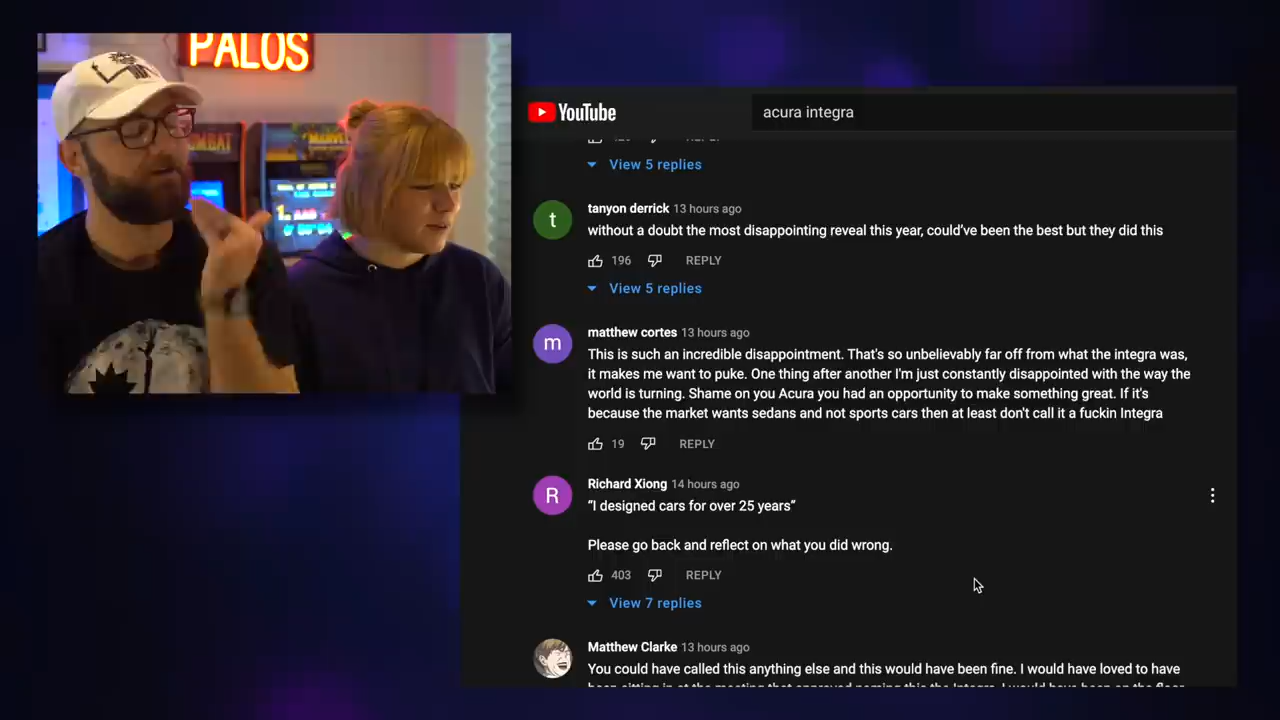 PALOS
YouTube
acura integra
View 5 replies
tanyon derrick 13 hours ago
without a doubt the most disappointing reveal this year, could've been the best but they did this
196 REPLY
View 5 replies
matthew cortes 13 hours ago
This is such an incredible disappointment. That's so unbelievably far off from what the integra was,
it makes me want to puke. One thing after another I'm just constantly disappointed with the way the
world is turning. Shame on you Acura you had an opportunity to make something great. If it's
because the market wants sedans and not sports cars then at least don't call it a fuckin Integra
19 REPLY
Richard Xiong 14 hours ago
“I designed cars for over 25 years”
Please go back and reflect on what you did wrong.
403 REPLY
View 7 replies
Matthew Clarke 13 hours ago
You could have called this anything else and this would have been fine. I would have loved to have
t
m
R